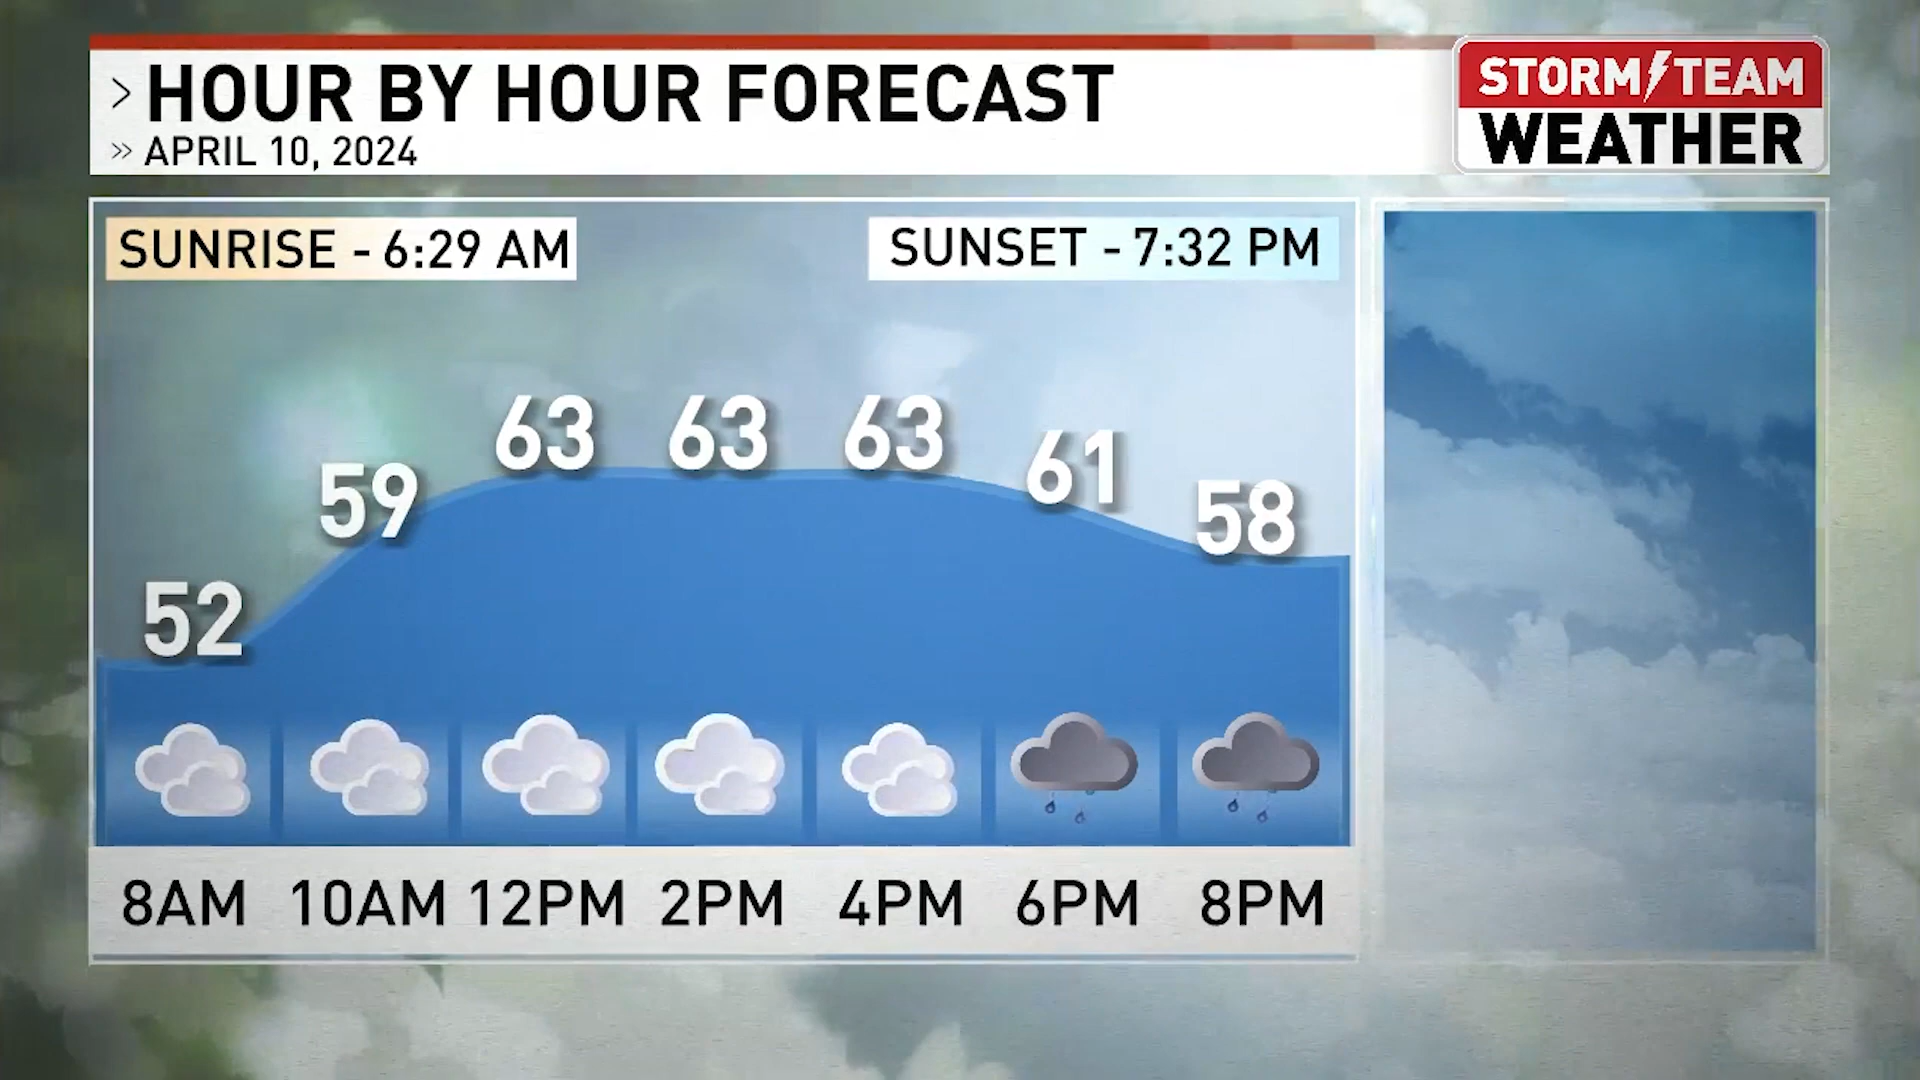 > HOUR BY HOUR FORECAST
>> APRIL 10, 2024
STORM TEAM
WEATHER
SUNRISE - 6:29 AM
SUNSET - 7:32 PM
52 59 63 63 63 61 58
8AM 10AM 12PM 2PM 4PM 6PM 8PM